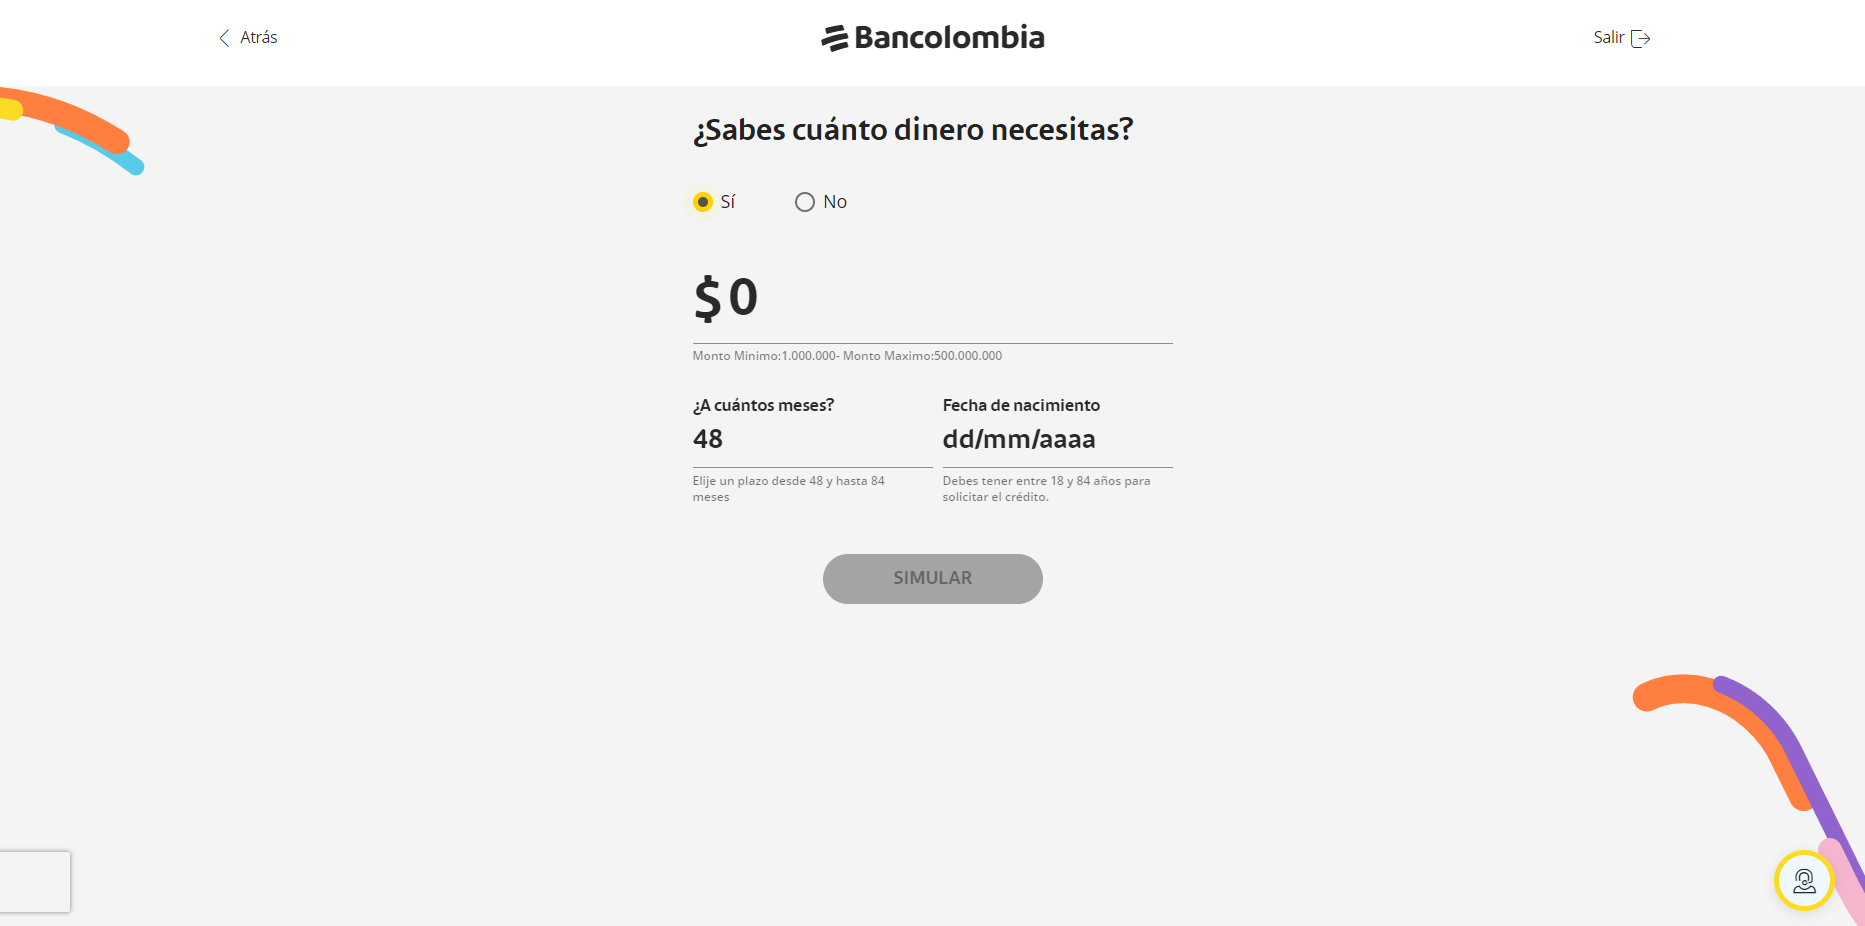 Atrás
Bancolombia
Salir
¿Sabes cuánto dinero necesitas?
Sí
No
$ 0
Monto Minimo:1.000.000- Monto Maximo:500.000.000
¿A cuántos meses?
48
Elije un plazo desde 48 y hasta 84
meses
Fecha de nacimiento
dd/mm/aaaa
Debes tener entre 18 y 84 años para
solicitar el crédito.
SIMULAR